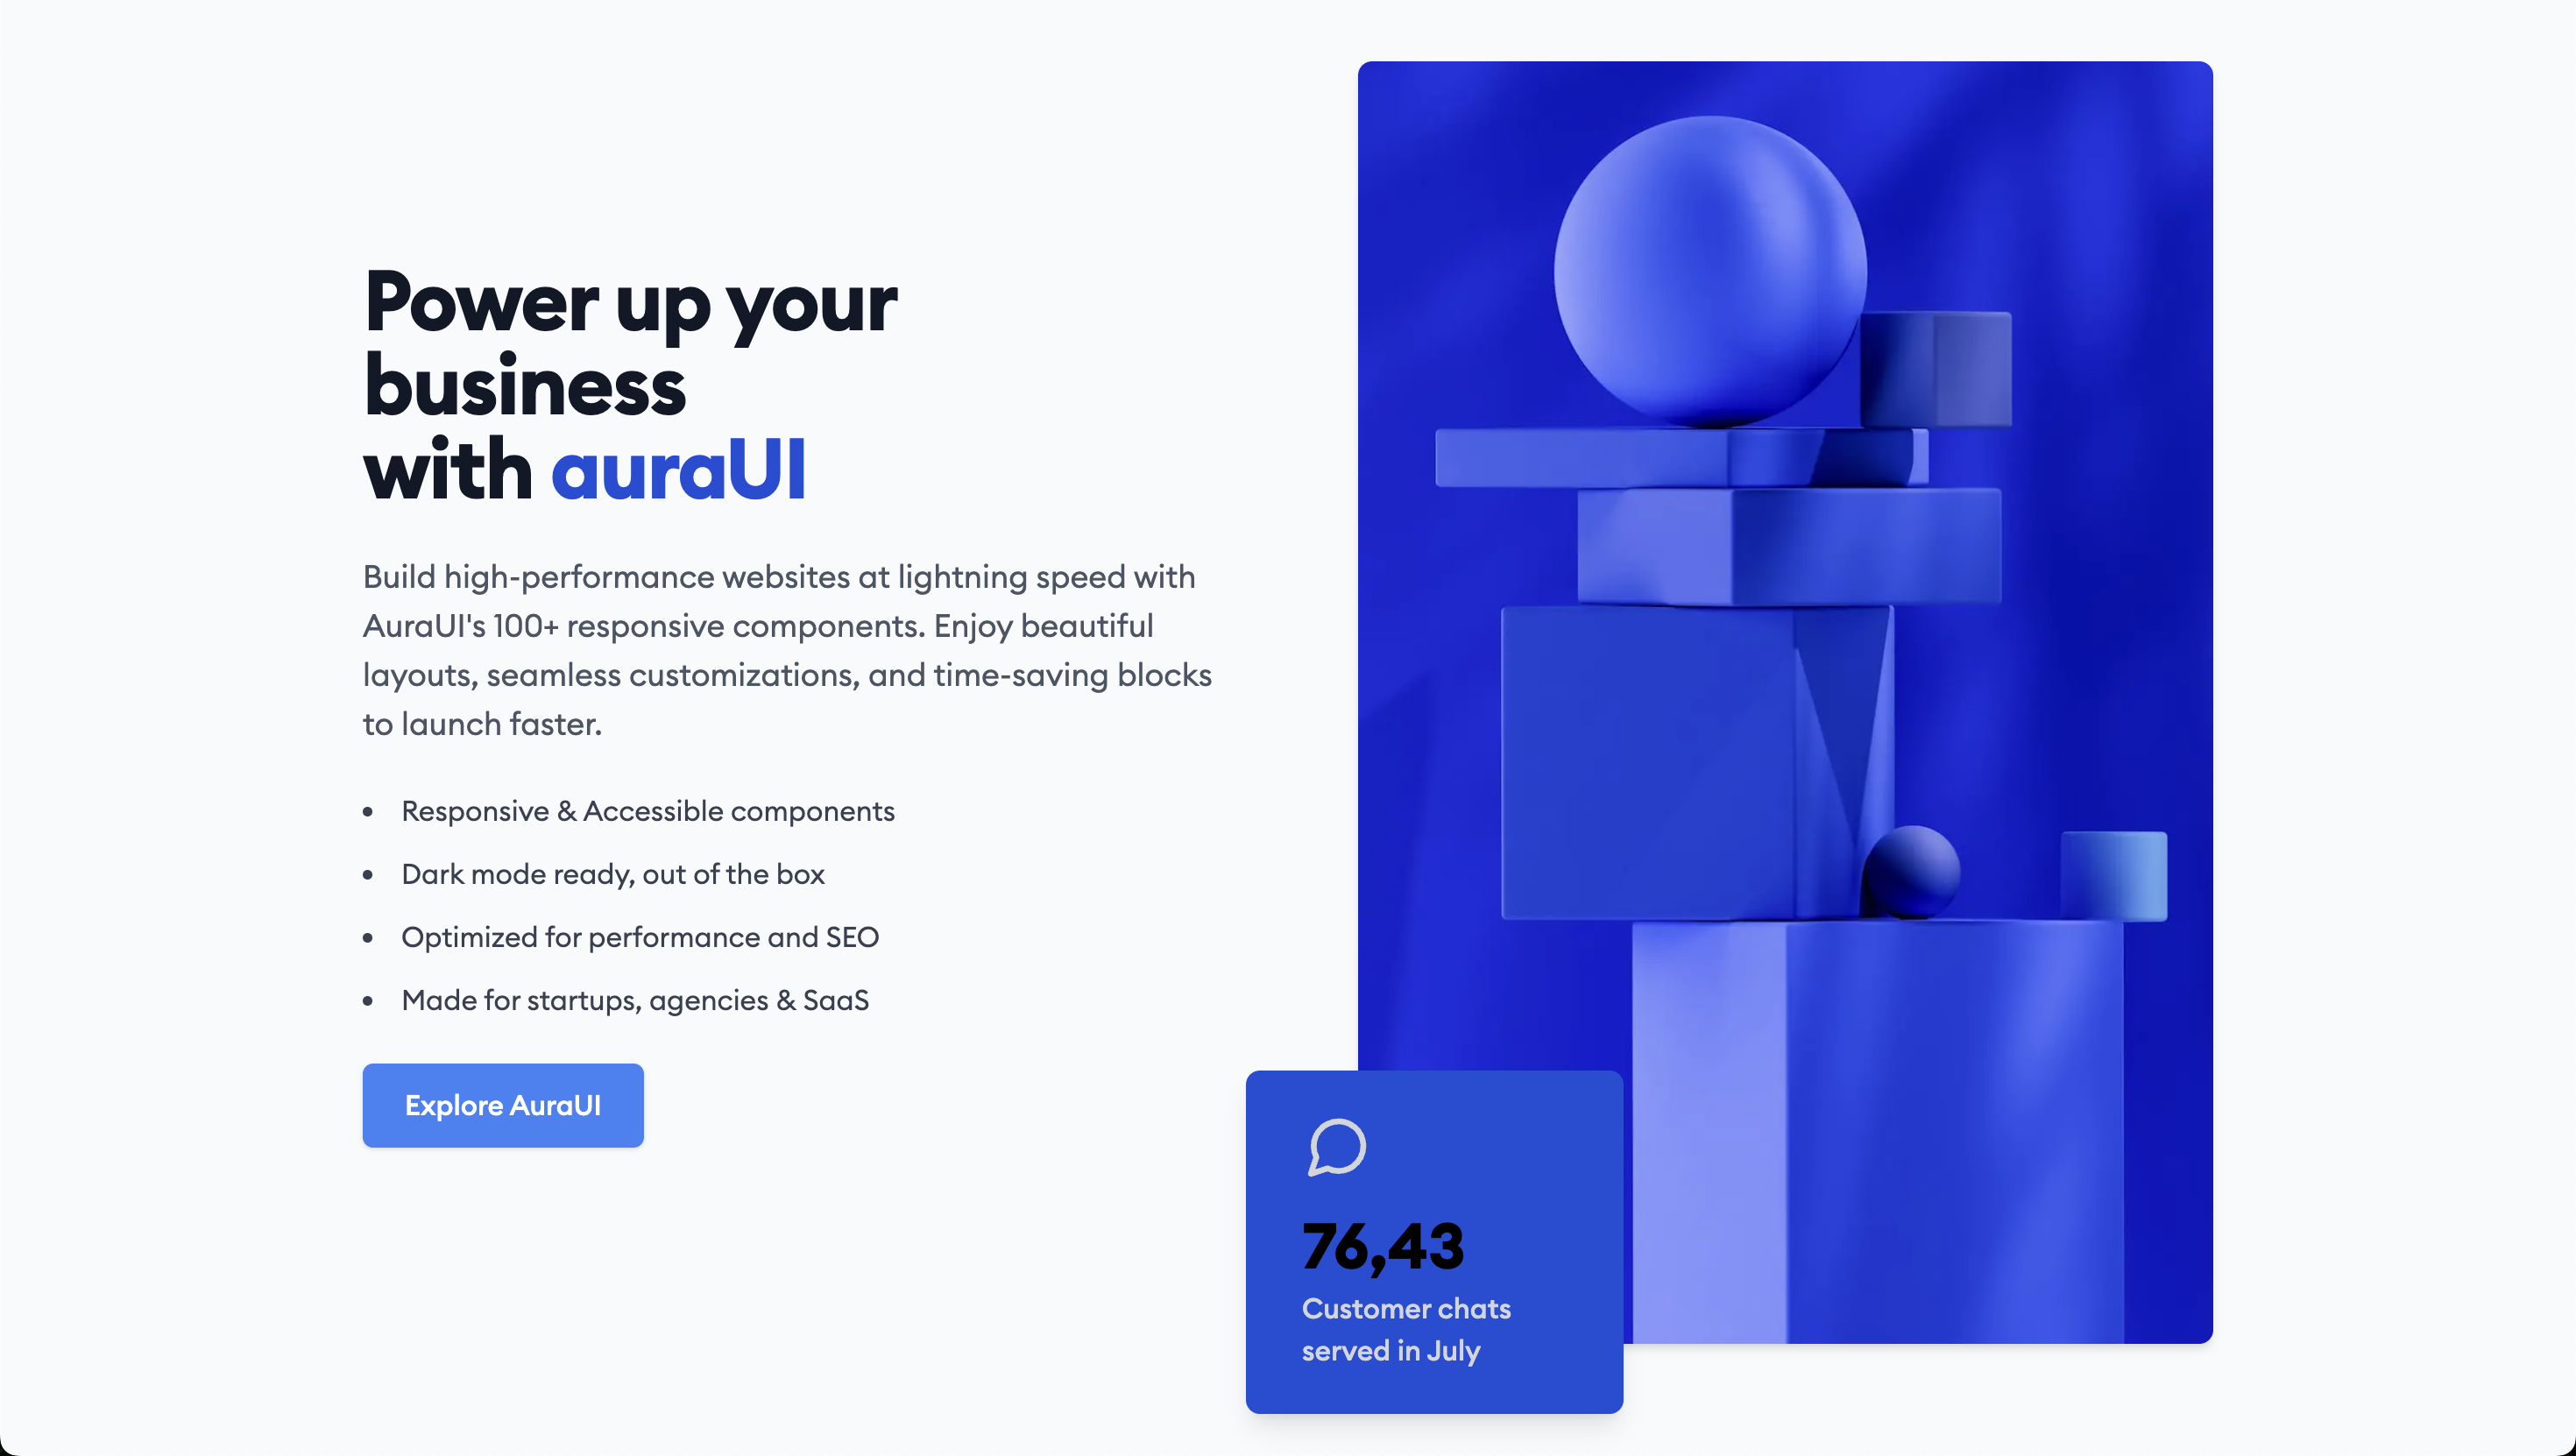 Power up your
business
with auraUI
Build high-performance websites at lightning speed with
AuraUI's 100+ responsive components. Enjoy beautiful
layouts, seamless customizations, and time-saving blocks
to launch faster.
• Responsive & Accessible components
• Dark mode ready, out of the box
• Optimized for performance and SEO
• Made for startups, agencies & SaaS
Explore AuraUI
76,43
Customer chats
served in July